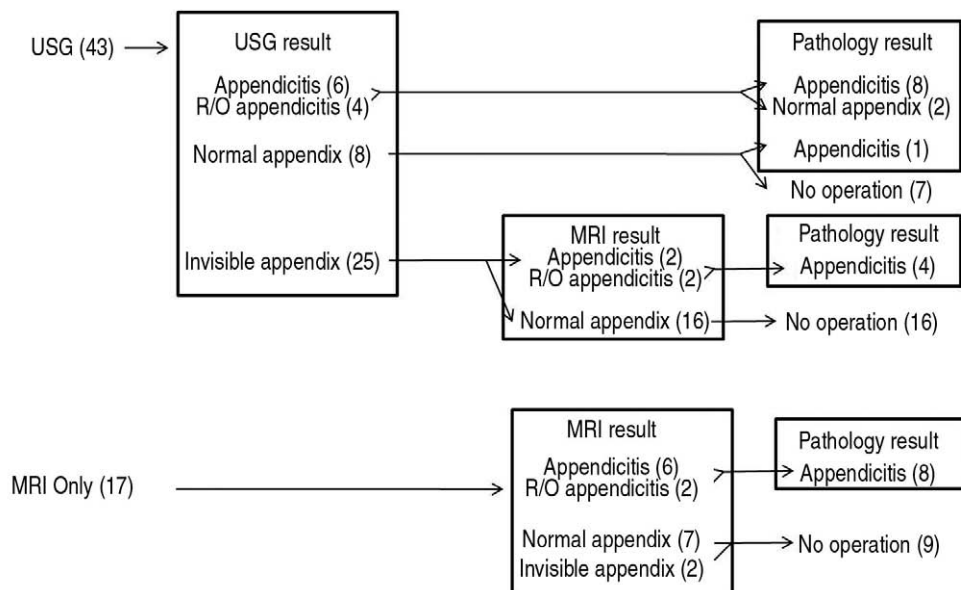 USG (43)
USG result
Appendicitis (6)
R/O appendicitis (4)
Normal appendix (8)
Invisible appendix (25)
Pathology result
Appendicitis (8)
Normal appendix (2)
Appendicitis (1)
No operation (7)
MRI result
Appendicitis (2)
R/O appendicitis (2)
Normal appendix (16)
Pathology result
Appendicitis (4)
No operation (16)
MRI Only (17)
MRI result
Appendicitis (6)
R/O appendicitis (2)
Normal appendix (7)
Invisible appendix (2)
Pathology result
Appendicitis (8)
No operation (9)